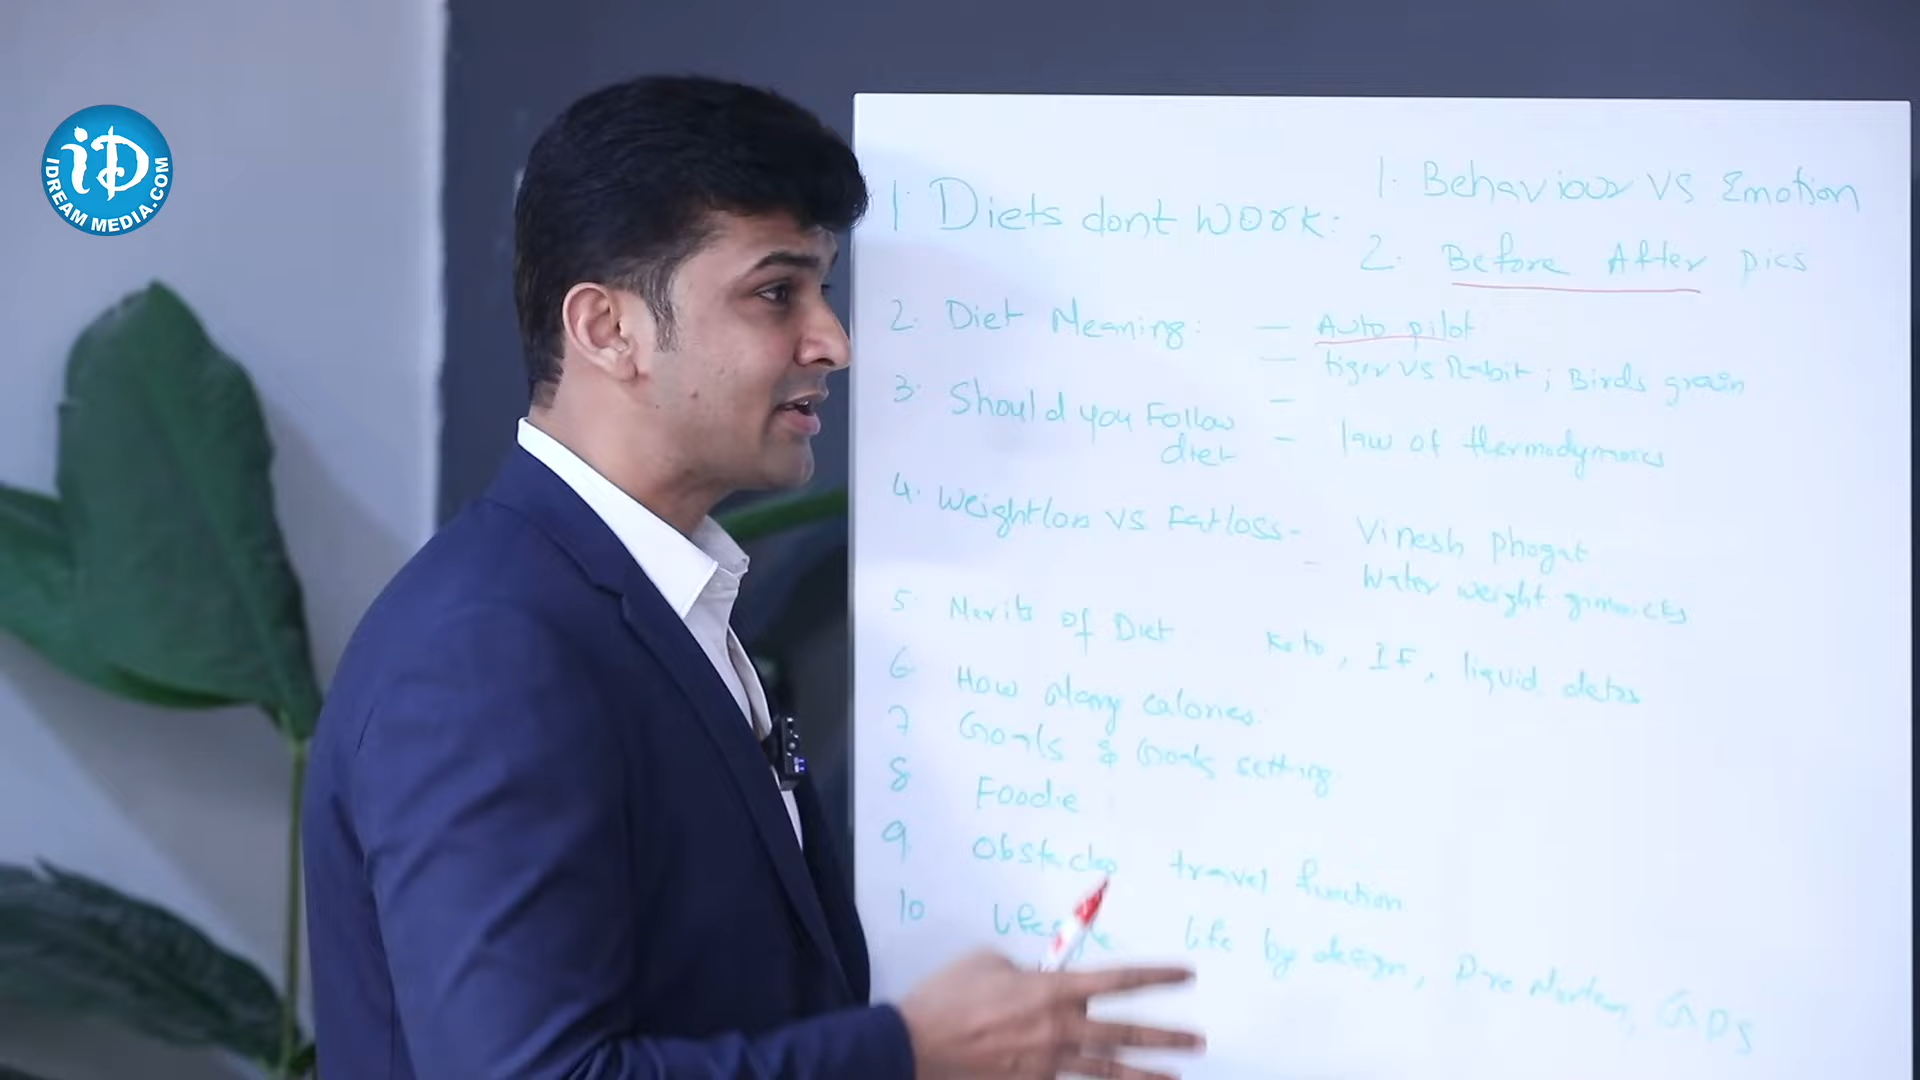 iD
IDREAM MEDIA.COM
1. Behaviour VS Emotion
1 Diets dont work:
2. Before After pics
2. Diet Meaning: — Auto pilot
— tiger vs Rabit ; Birds grain
3. Should you Follow —
diet — law of
4. Weightloss VS Fatloss - Vinesh phogat
- Water weight gimmicks
5 Merits of Diet Keto, IF, liquid diets
6 How Many calories:
7 Goals & Goals setting
8 Foodie
9 Obstacles travel function
10 life by design, Pre Mortem, GPS